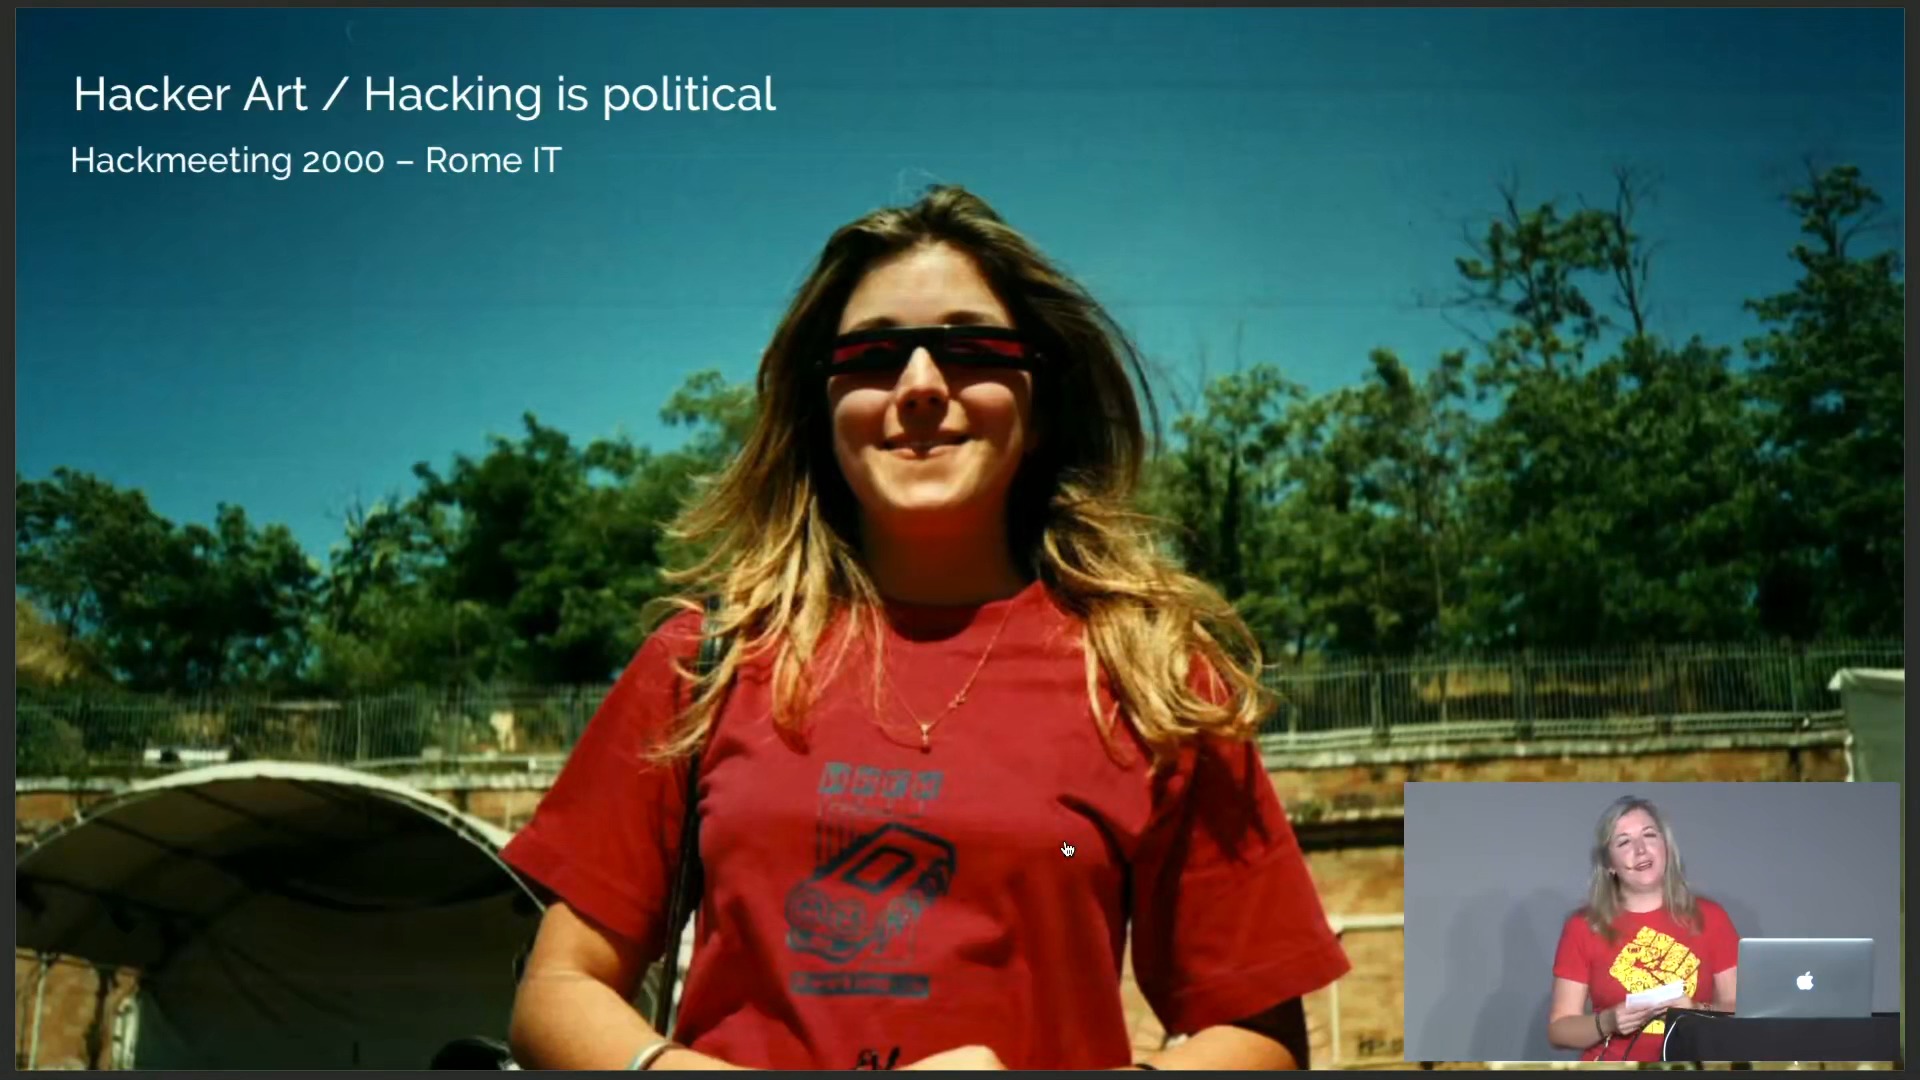 Hacker Art / Hacking is political
Hackmeeting 2000 – Rome IT